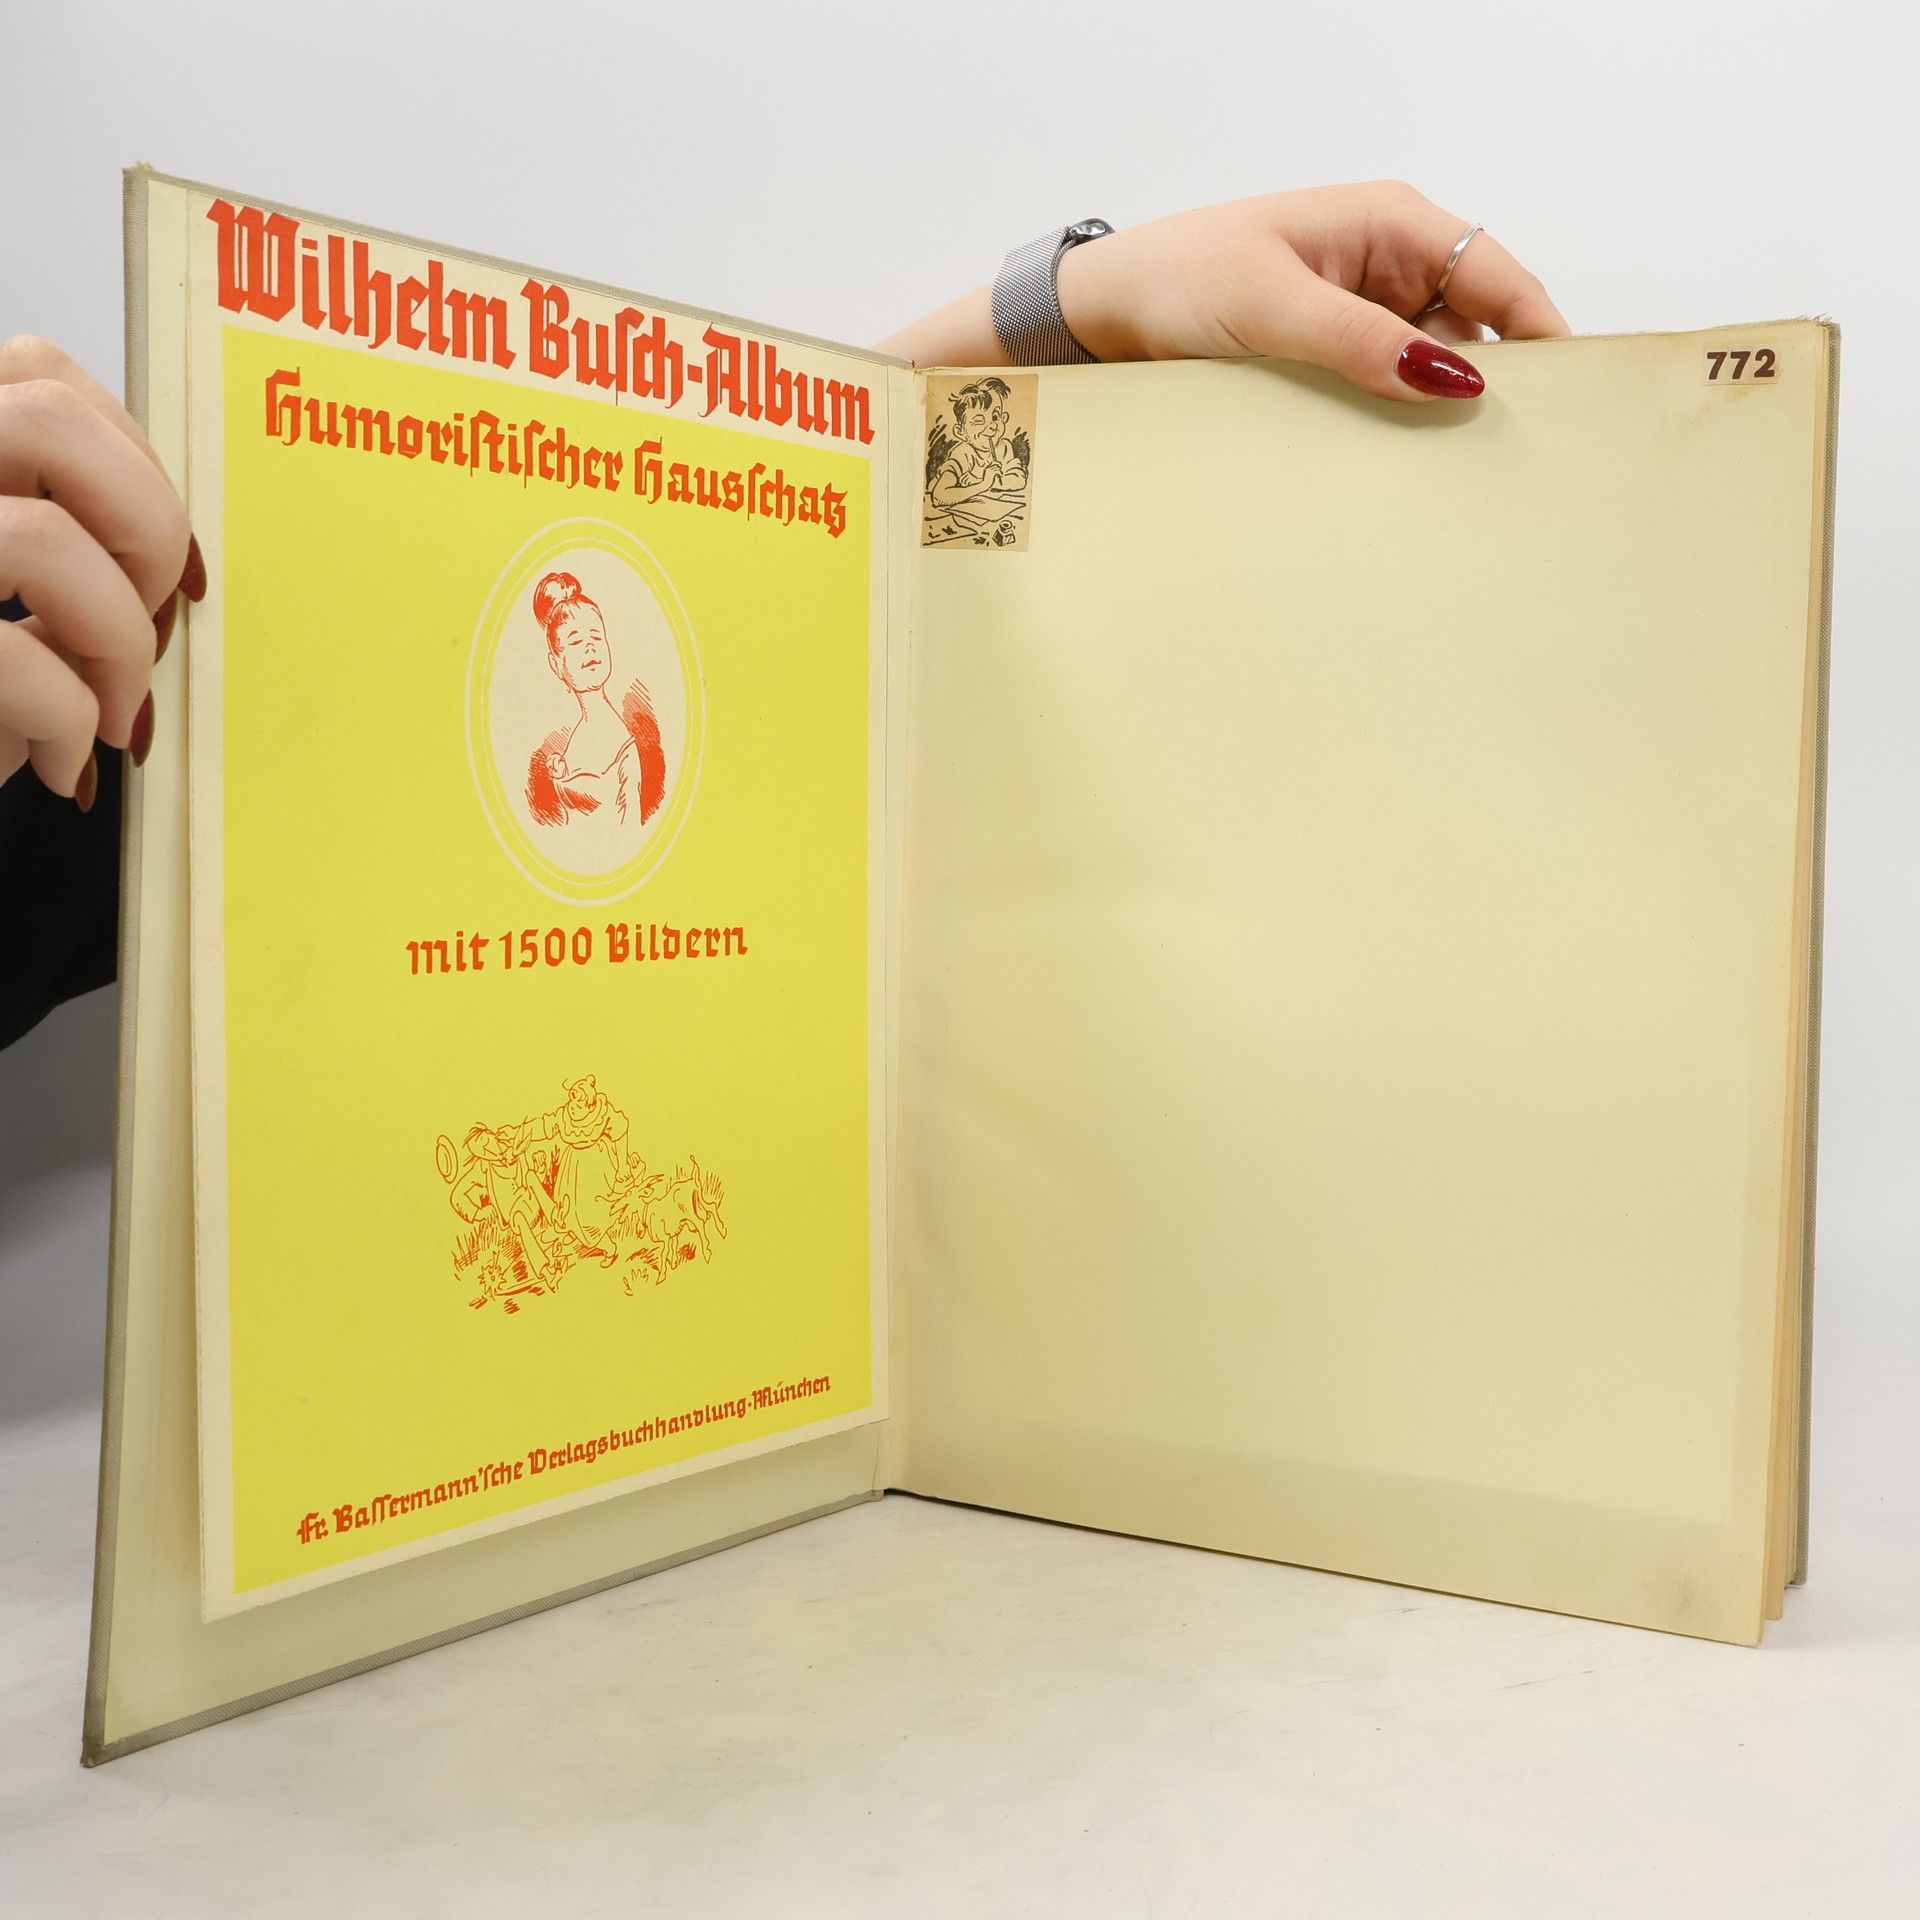 Wilhelm Busch-Album
Humoristischer Hausschatz
mit 1500 Bildern
Fr. Bassermann'sche Verlagsbuchhandlung·München
772